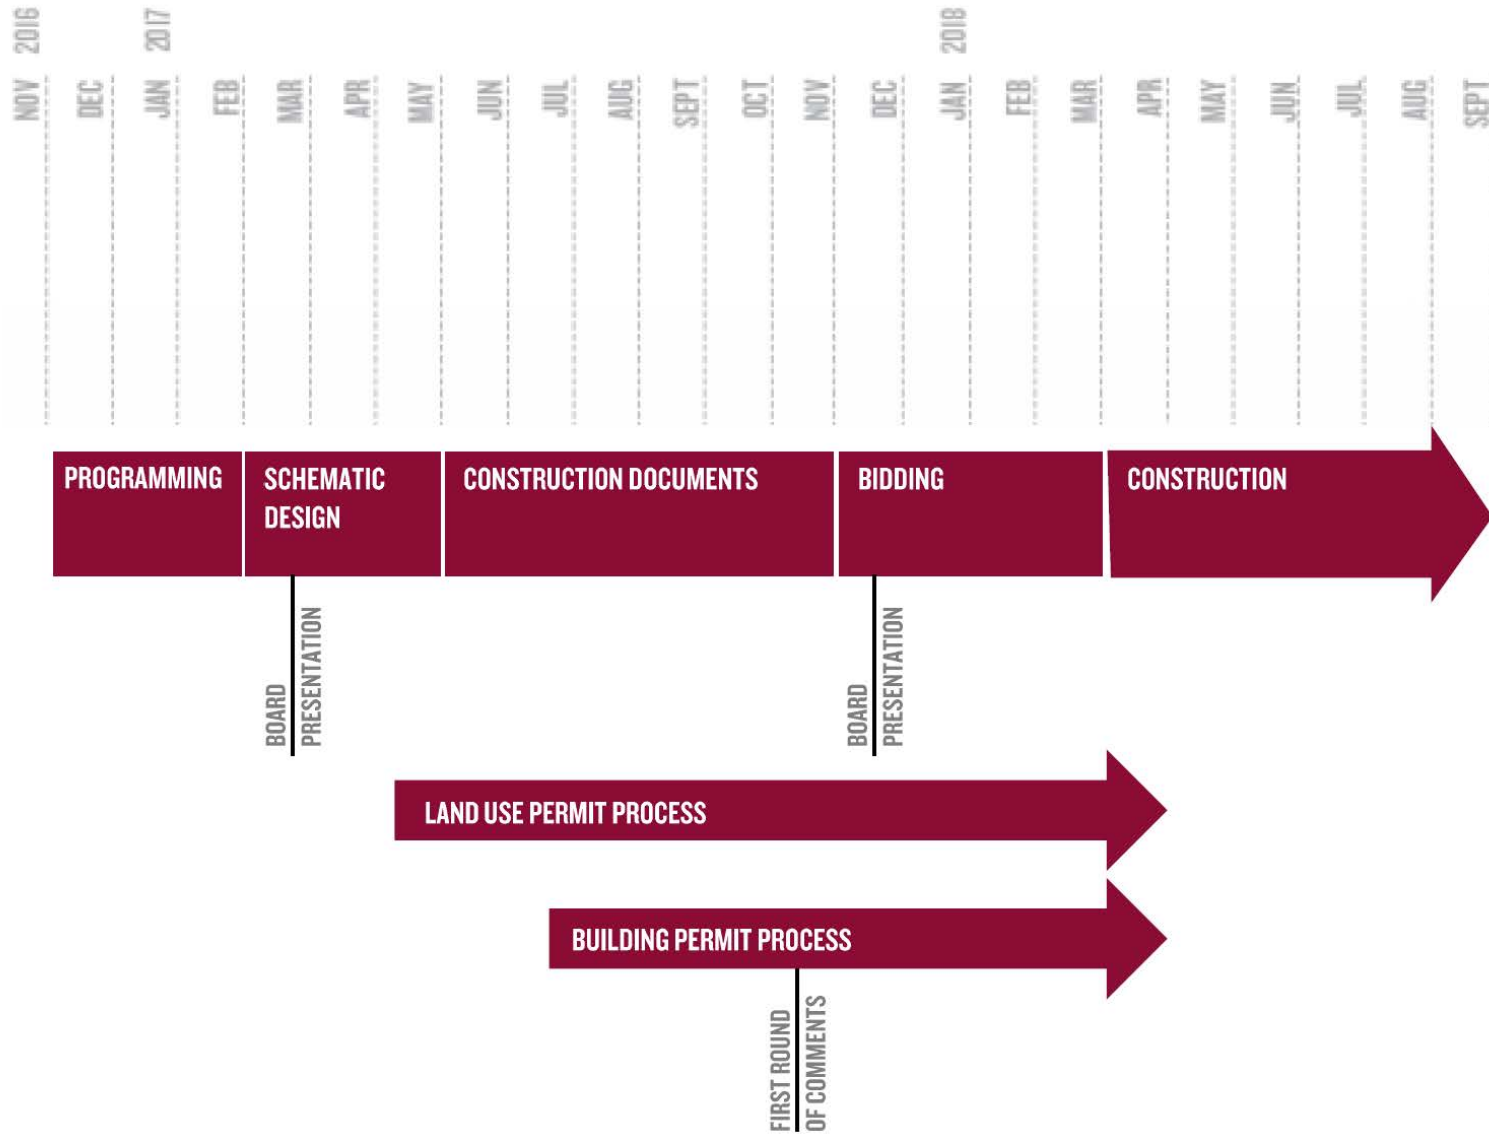 2016
2017
2018
NOV
DEC
JAN
FEB
MAR
APR
MAY
JUN
JUL
AUG
SEPT
OCT
NOV
DEC
JAN
FEB
MAR
APR
MAY
JUN
JUL
AUG
SEPT
PROGRAMMING
SCHEMATIC
DESIGN
CONSTRUCTION DOCUMENTS
BIDDING
CONSTRUCTION
BOARD
PRESENTATION
BOARD
PRESENTATION
LAND USE PERMIT PROCESS
BUILDING PERMIT PROCESS
FIRST ROUND
OF COMMENTS